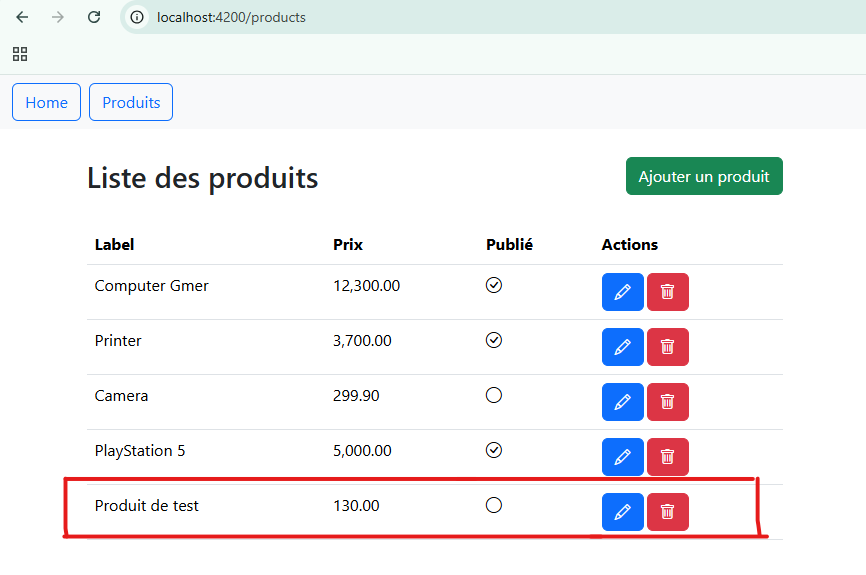 localhost:4200/products
Home Produits
Liste des produits Ajouter un produit
Label Prix Publié Actions
Computer Gmer 12,300.00
Printer 3,700.00
Camera 299.90
PlayStation 5 5,000.00
Produit de test 130.00